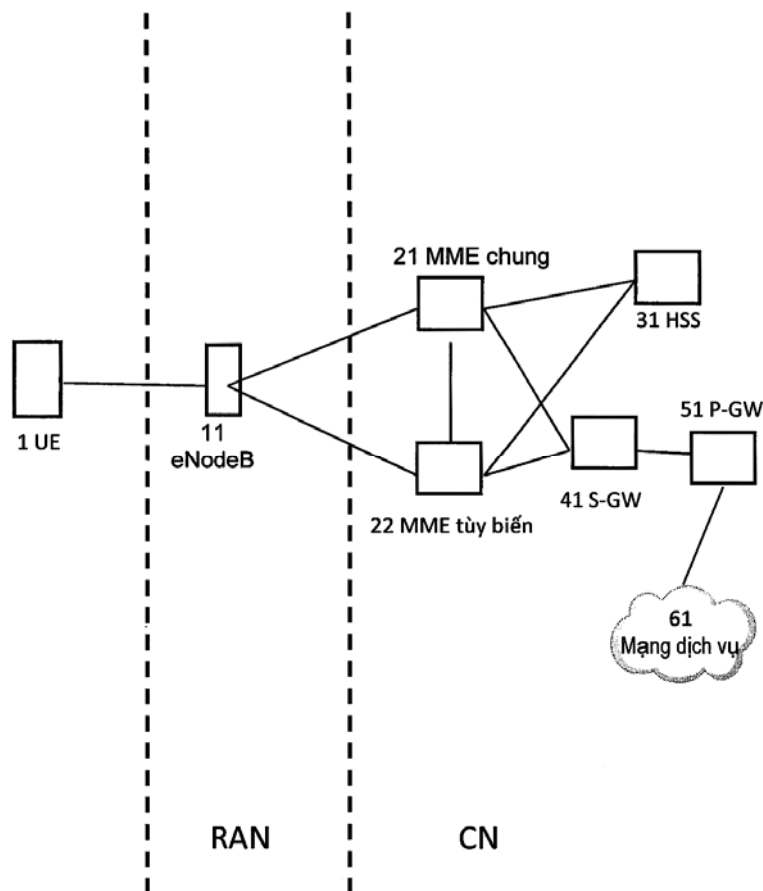 21 MME chung
31 HSS
1 UE
11
eNodeB
51 P-GW
41 S-GW
22 MME tùy biến
61
Mạng dịch vụ
RAN
CN